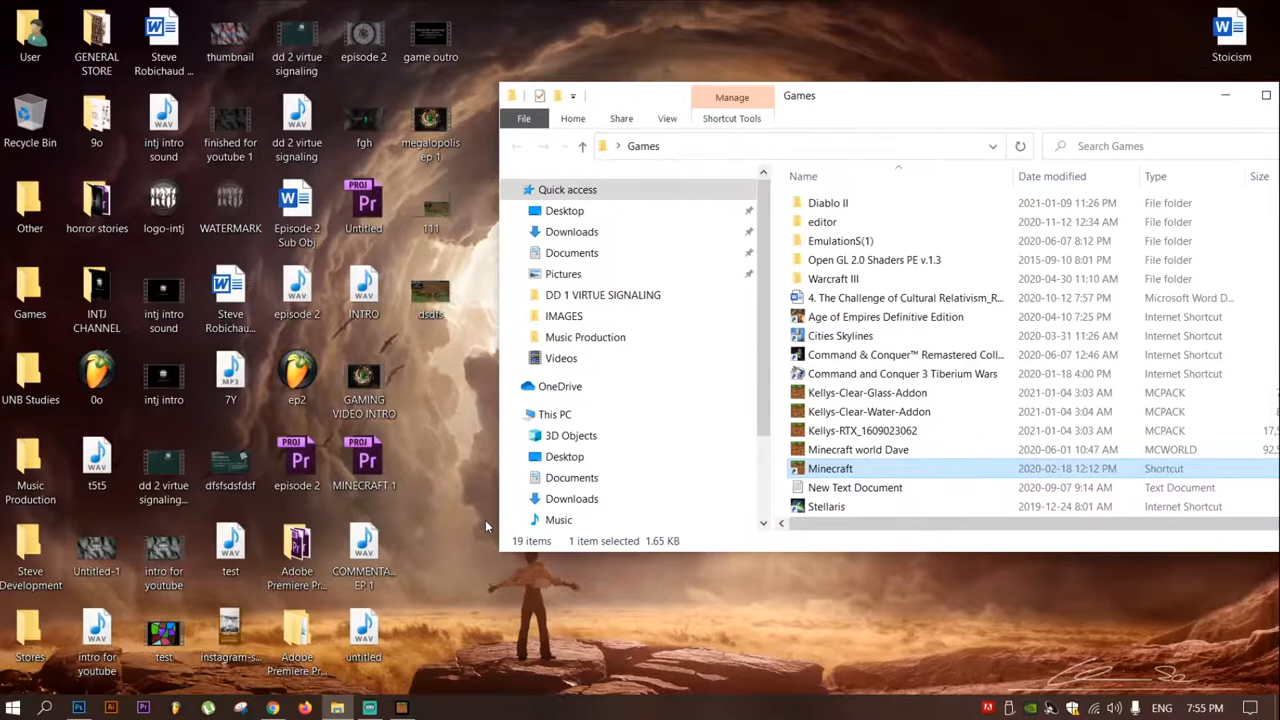 User
GENERAL
STORE
Steve
Robichaud ...
thumbnail
dd 2 virtue
signaling
episode 2
game outro
Stoicism
Recycle Bin
9o
intj intro
sound
finished for
youtube 1
dd 2 virtue
signaling
fgh
megalopolis
ep 1
Other
horror stories
logo-intj
WATERMARK
Episode 2
Sub Obj
Untitled
111
Games
INTJ
CHANNEL
intj intro
sound
Steve
Robichau...
episode 2
INTRO
dsdfs
UNB Studies
0o
intj intro
7Y
ep2
GAMING
VIDEO INTRO
Music
Production
t5t5
dd 2 virtue
signaling...
dfsfsdsfdsf
episode 2
MINECRAFT 1
Steve
Development
Untitled-1
intro for
youtube
test
Adobe
Premiere Pr...
COMMENTA...
EP 1
Stores
intro for
youtube
test
instagram-s...
Adobe
Premiere Pr...
untitled
Manage
Games
File
Home
Share
View
Shortcut Tools
Games
Search Games
Quick access
Desktop
Downloads
Documents
Pictures
DD 1 VIRTUE SIGNALING
IMAGES
Music Production
Videos
OneDrive
This PC
3D Objects
Desktop
Documents
Downloads
Music
Name Date modified Type Size
Diablo II 2021-01-09 11:26 PM File folder
editor 2020-11-12 12:34 AM File folder
EmulationS(1) 2020-06-07 8:12 PM File folder
Open GL 2.0 Shaders PE v.1.3 2015-09-10 8:01 PM File folder
Warcraft III 2020-04-30 11:10 AM File folder
4. The Challenge of Cultural Relativism_R... 2020-10-12 7:57 PM Microsoft Word D...
Age of Empires Definitive Edition 2020-04-10 7:25 PM Internet Shortcut
Cities Skylines 2020-03-31 11:26 AM Internet Shortcut
Command & Conquer™ Remastered Coll... 2020-06-07 12:46 AM Internet Shortcut
Command and Conquer 3 Tiberium Wars 2020-01-18 4:00 PM Internet Shortcut
Kellys-Clear-Glass-Addon 2021-01-04 3:03 AM MCPACK
Kellys-Clear-Water-Addon 2021-01-04 3:03 AM MCPACK
Kellys-RTX_1609023062 2021-01-04 3:03 AM MCPACK 17,
Minecraft world Dave 2020-06-01 10:47 AM MCWORLD 92,
Minecraft 2020-02-18 12:12 PM Shortcut
New Text Document 2020-09-07 9:14 AM Text Document
Stellaris 2019-12-24 8:01 AM Internet Shortcut
19 items 1 item selected 1.65 KB
ENG 7:55 PM